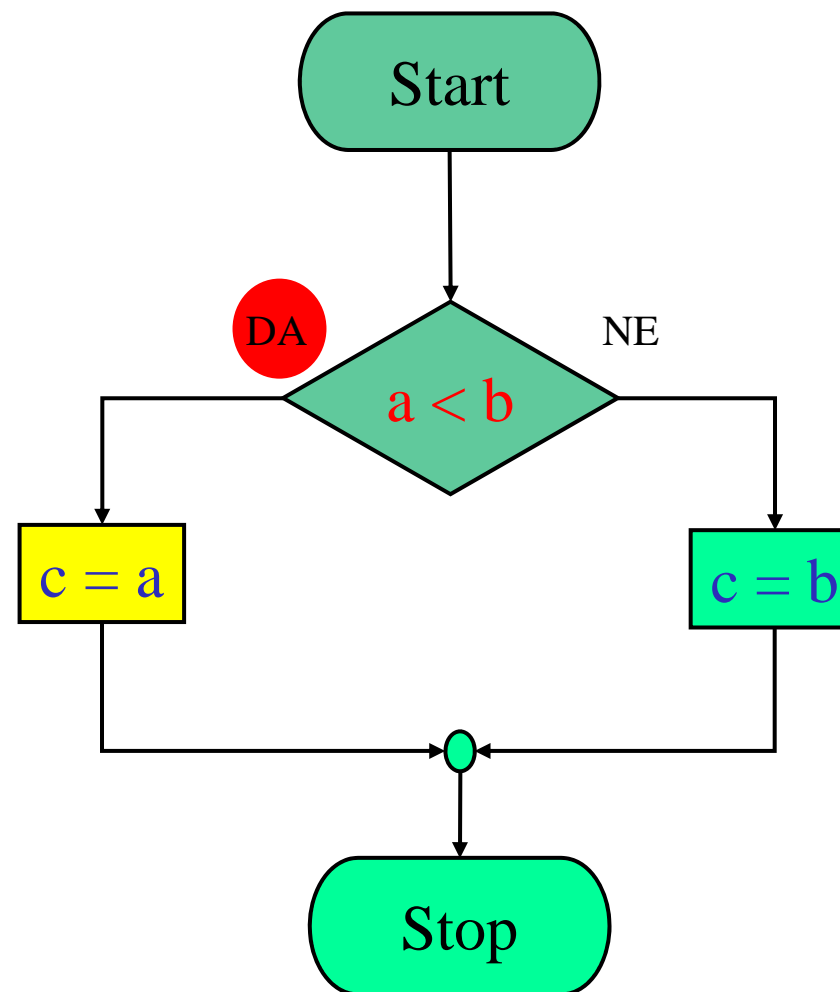 Start
DA
NE
a < b
c = a
c = b
Stop